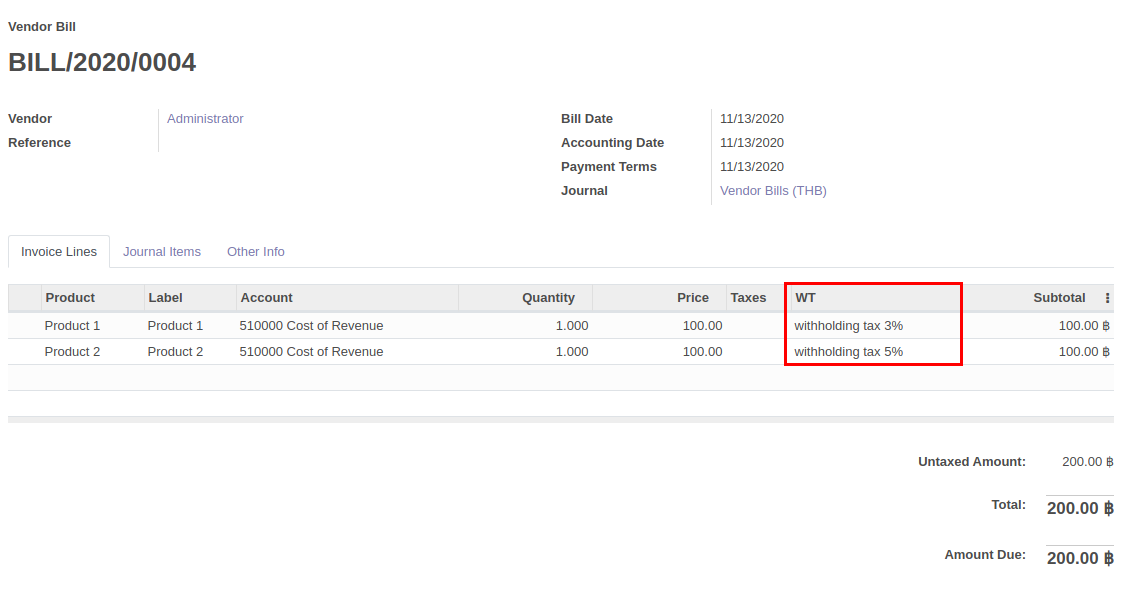 Vendor Bill
BILL/2020/0004
Vendor Administrator
Reference
Bill Date 11/13/2020
Accounting Date 11/13/2020
Payment Terms 11/13/2020
Journal Vendor Bills (THB)
Invoice Lines Journal Items Other Info
Product Label Account Quantity Price Taxes WT Subtotal
Product 1 Product 1 510000 Cost of Revenue 1.000 100.00 withholding tax 3% 100.00 ฿
Product 2 Product 2 510000 Cost of Revenue 1.000 100.00 withholding tax 5% 100.00 ฿
Untaxed Amount: 200.00 ฿
Total: 200.00 ฿
Amount Due: 200.00 ฿